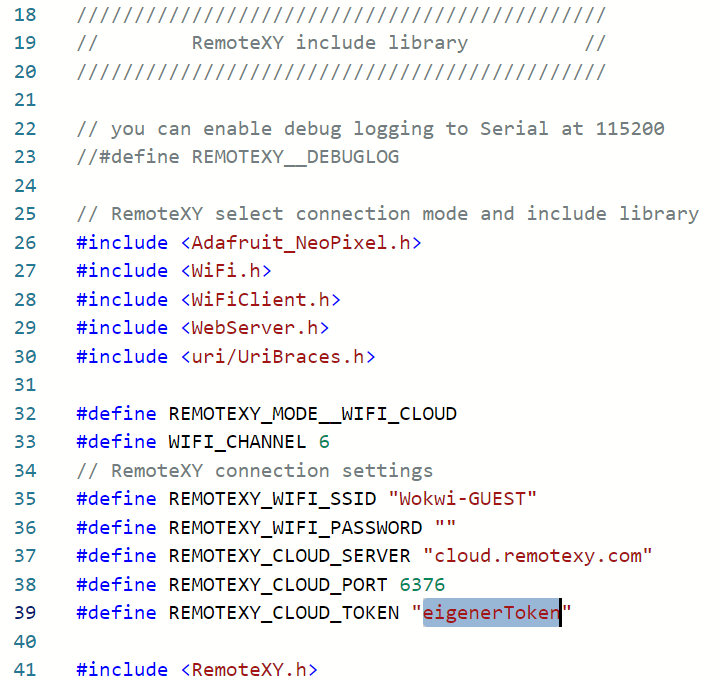 18 //////////////////////////////////////////////
19 //        RemoteXY include library          //
20 //////////////////////////////////////////////
21
22 // you can enable debug logging to Serial at 115200
23 //#define REMOTEXY__DEBUGLOG
24
25 // RemoteXY select connection mode and include library
26 #include <Adafruit_NeoPixel.h>
27 #include <WiFi.h>
28 #include <WiFiClient.h>
29 #include <WebServer.h>
30 #include <uri/UriBraces.h>
31
32 #define REMOTEXY_MODE__WIFI_CLOUD
33 #define WIFI_CHANNEL 6
34 // RemoteXY connection settings
35 #define REMOTEXY_WIFI_SSID "Wokwi-GUEST"
36 #define REMOTEXY_WIFI_PASSWORD ""
37 #define REMOTEXY_CLOUD_SERVER "cloud.remotexy.com"
38 #define REMOTEXY_CLOUD_PORT 6376
39 #define REMOTEXY_CLOUD_TOKEN "eigenerToken"
40
41 #include <RemoteXY.h>